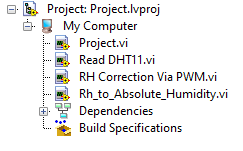 Project: Project.lvproj
My Computer
Project.vi
Read DHT11.vi
RH Correction Via PWM.vi
Rh_to_Absolute_Humidity.vi
Dependencies
Build Specifications